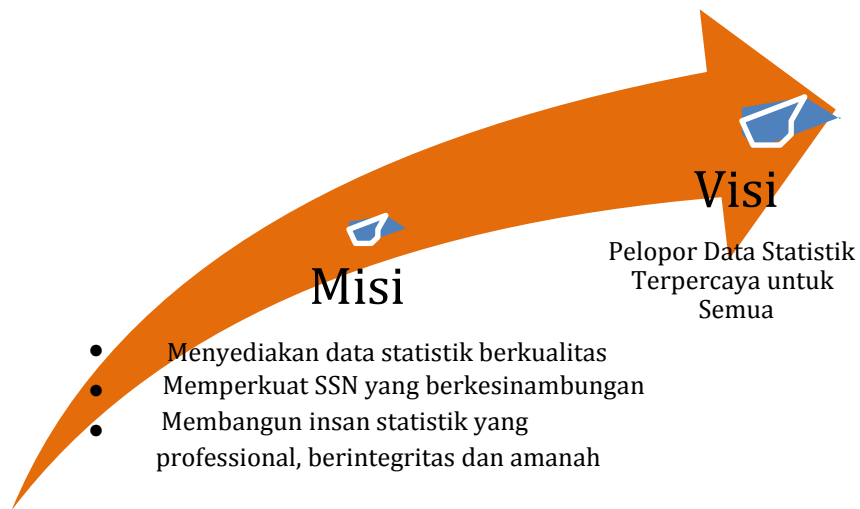 Visi
Pelopor Data Statistik
Terpercaya untuk
Semua
Misi
• Menyediakan data statistik berkualitas
• Memperkuat SSN yang berkesinambungan
• Membangun insan statistik yang
professional, berintegritas dan amanah